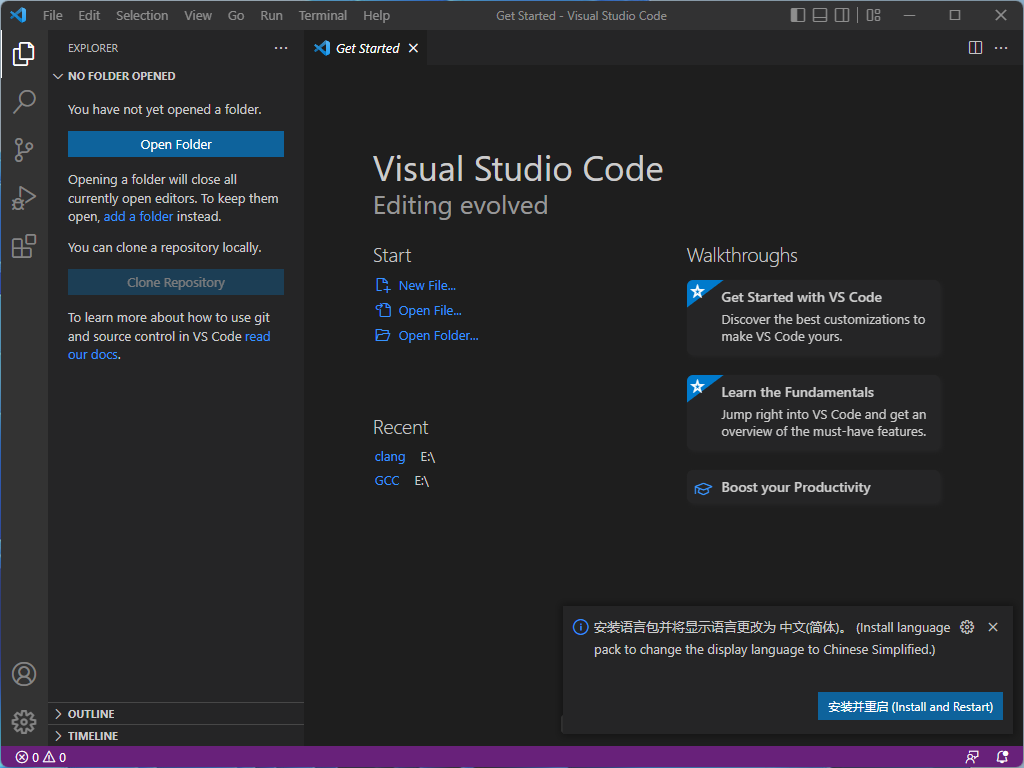 File Edit Selection View Go Run Terminal Help
Get Started - Visual Studio Code
EXPLORER
NO FOLDER OPENED
You have not yet opened a folder.
Open Folder
Opening a folder will close all
currently open editors. To keep them
open, add a folder instead.
You can clone a repository locally.
Clone Repository
To learn more about how to use git
and source control in VS Code read
our docs.
OUTLINE
TIMELINE
Get Started
Visual Studio Code
Editing evolved
Start
New File...
Open File...
Open Folder...
Recent
clang E:\
GCC E:\
Walkthroughs
Get Started with VS Code
Discover the best customizations to
make VS Code yours.
Learn the Fundamentals
Jump right into VS Code and get an
overview of the must-have features.
Boost your Productivity
安装语言包并将显示语言更改为 中文(简体)。 (Install language
pack to change the display language to Chinese Simplified.)
安装并重启 (Install and Restart)
0 0